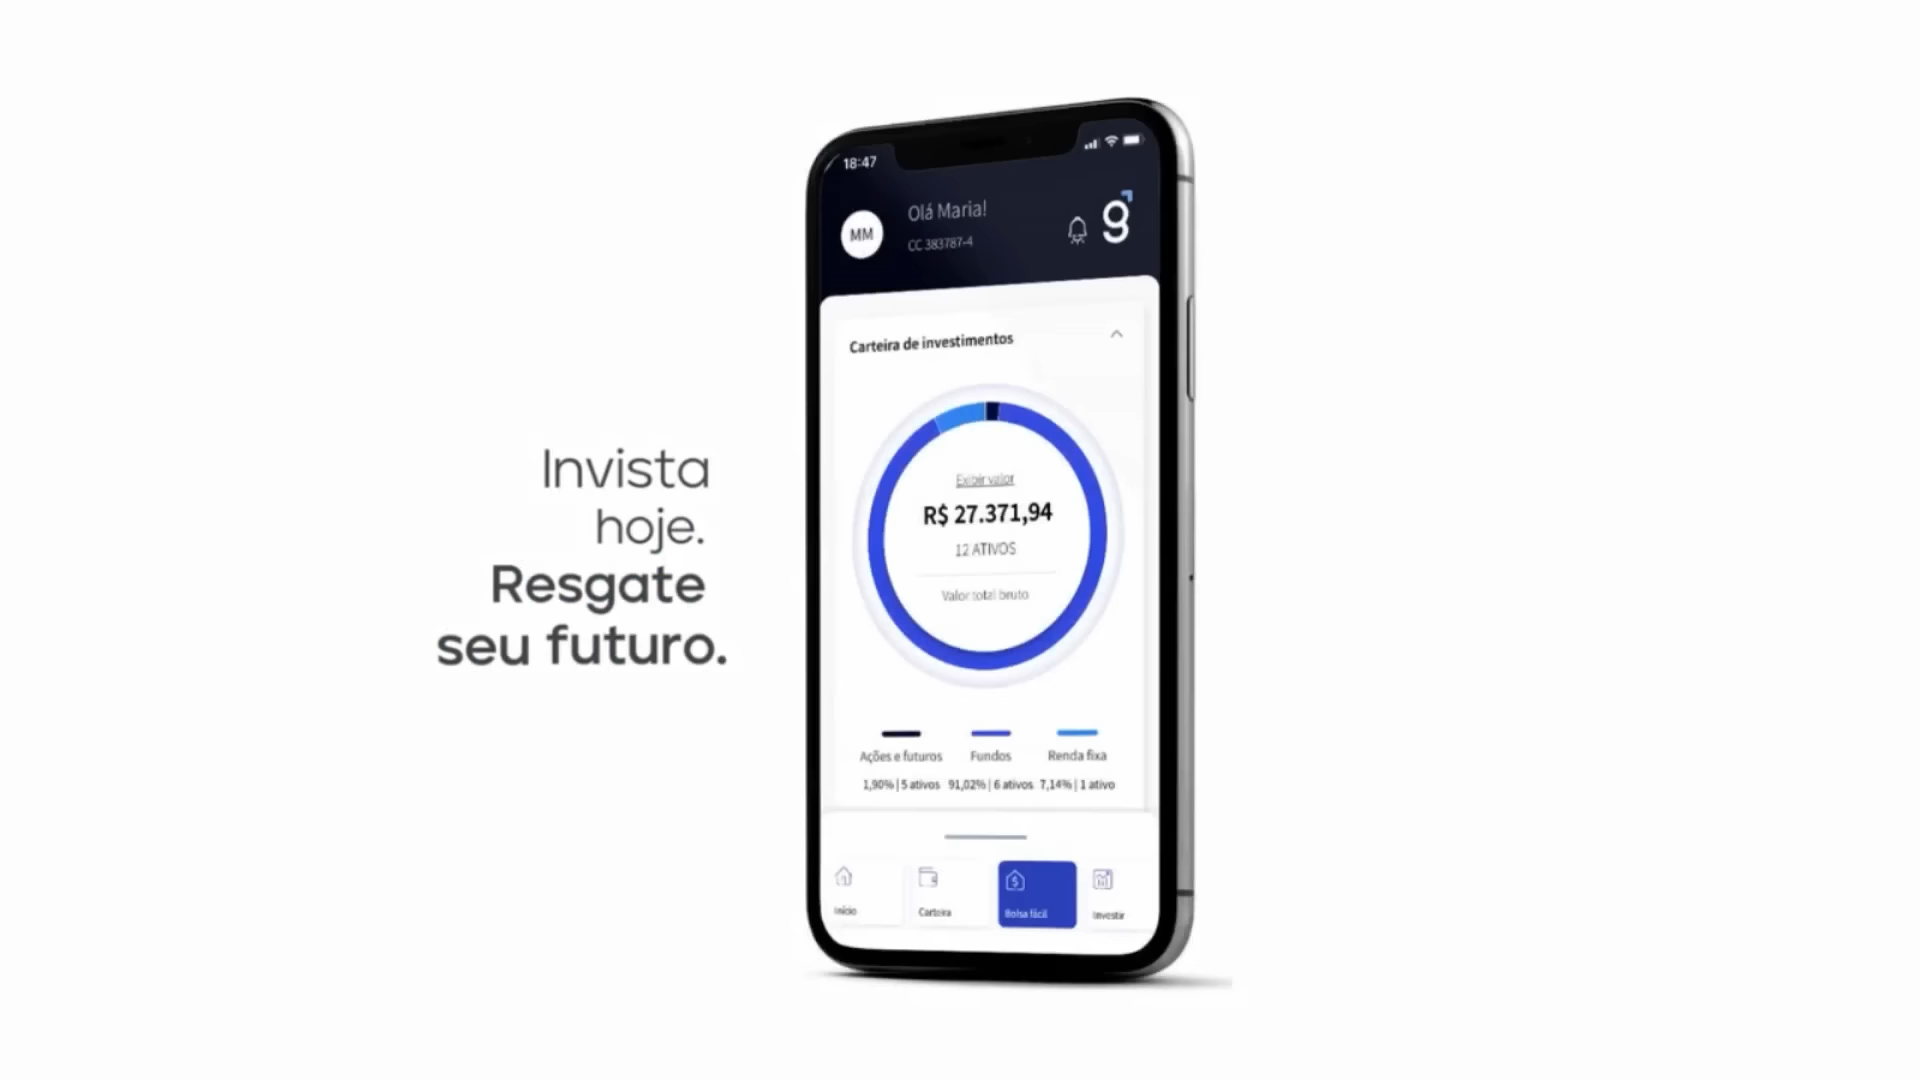 Invista
hoje.
Resgate
seu futuro.
18:47
MM
Olá Maria!
CC 383787-4
g
Carteira de investimentos
Exibir valor
R$ 27.371,94
12 ATIVOS
Valor total bruto
Ações e futuros
Fundos
Renda fixa
1,90% | 5 ativos
91,02% | 6 ativos
7,14% | 1 ativo
Início
Carteira
Bolsa fácil
Investir